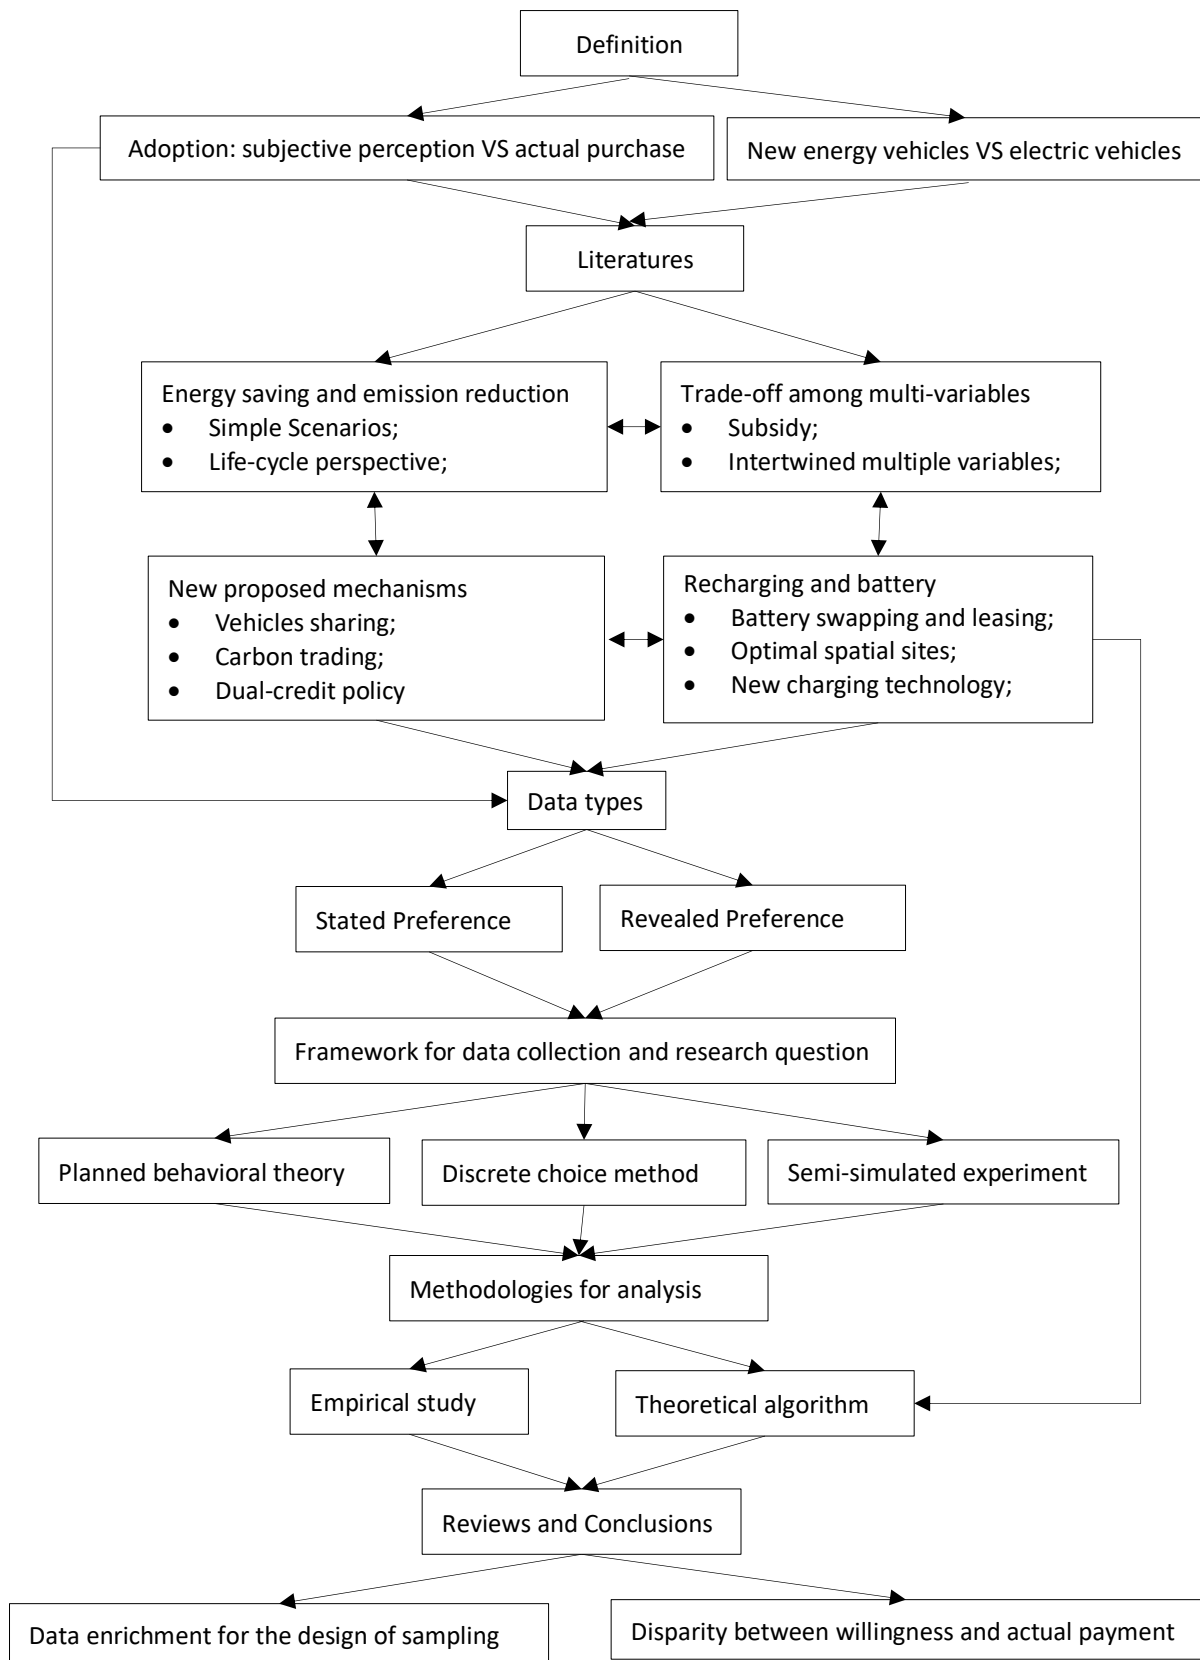 Definition
Adoption: subjective perception VS actual purchase
New energy vehicles VS electric vehicles
Literatures
Energy saving and emission reduction
• Simple Scenarios;
• Life-cycle perspective;
Trade-off among multi-variables
• Subsidy;
• Intertwined multiple variables;
New proposed mechanisms
• Vehicles sharing;
• Carbon trading;
• Dual-credit policy
Recharging and battery
• Battery swapping and leasing;
• Optimal spatial sites;
• New charging technology;
Data types
Stated Preference
Revealed Preference
Framework for data collection and research question
Planned behavioral theory
Discrete choice method
Semi-simulated experiment
Methodologies for analysis
Empirical study
Theoretical algorithm
Reviews and Conclusions
Data enrichment for the design of sampling
Disparity between willingness and actual payment